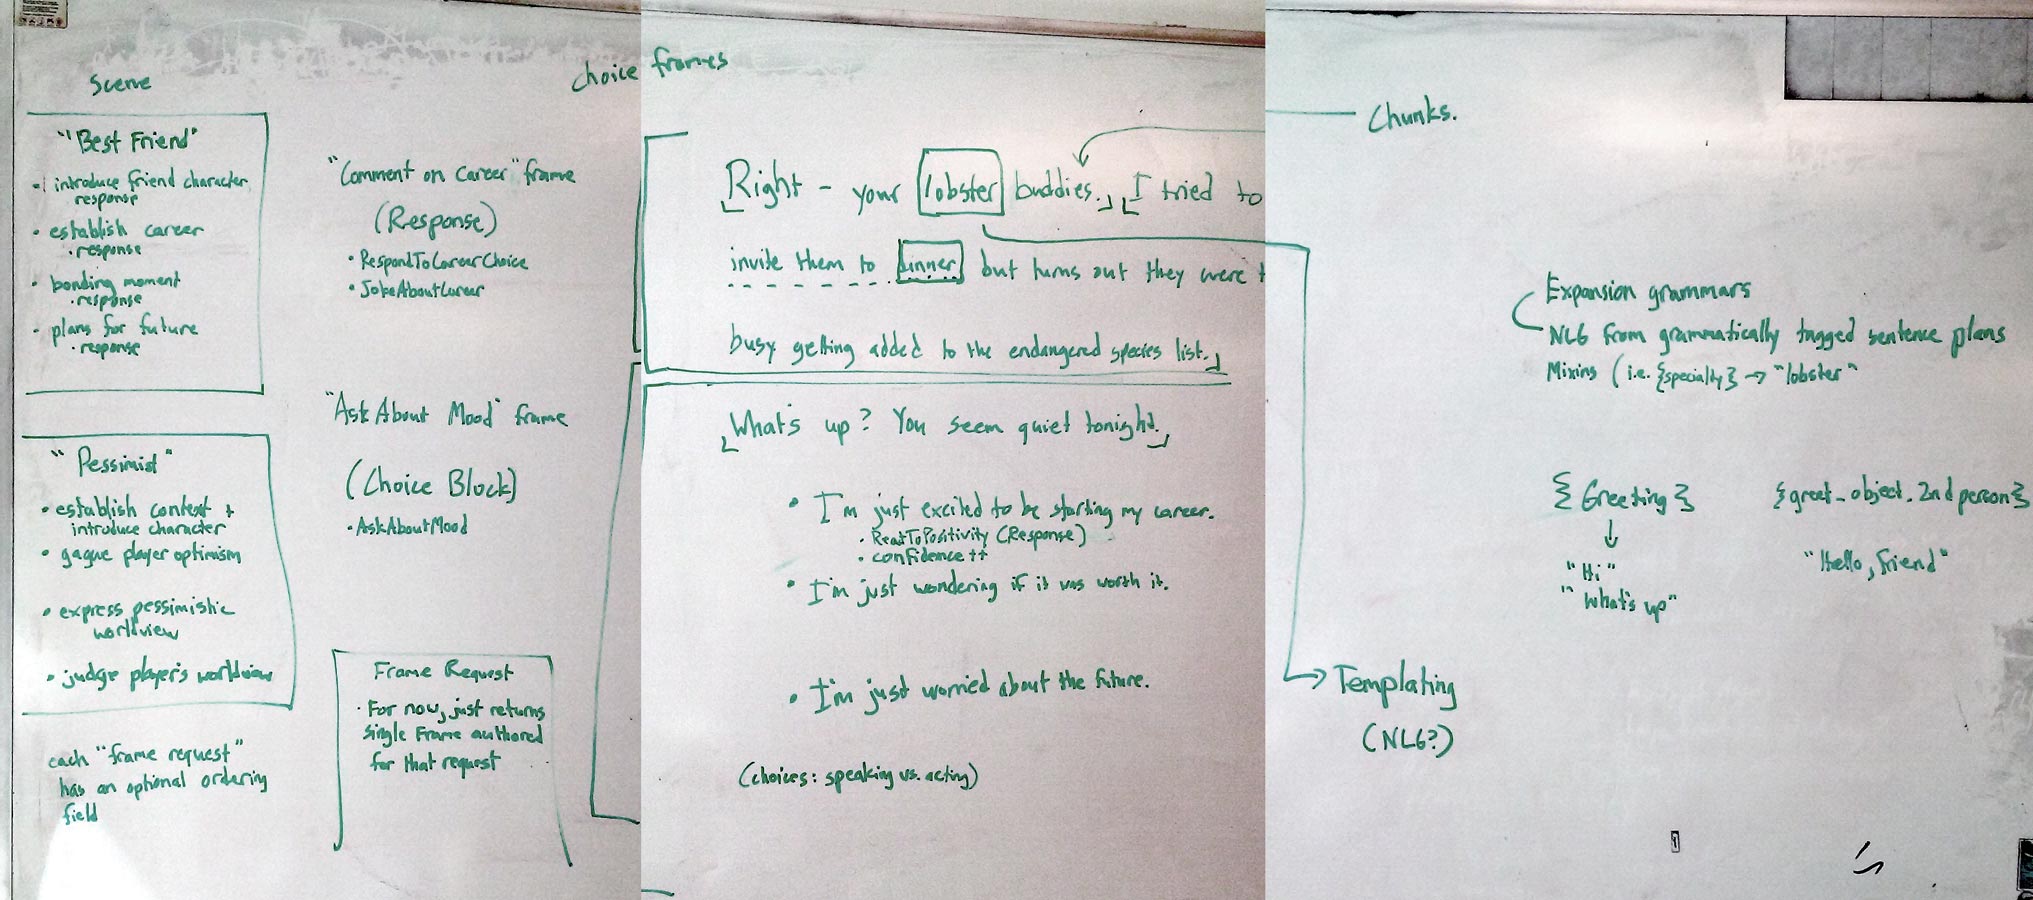 Scene
"Best Friend"
• introduce friend character
response
• establish career
• response
• bonding moment
• response
• plans for future
• response
"Pessimist"
• establish context +
introduce character
• gague player optimism
• express pessimistic
worldview
• judge player's worldview
each "frame request"
has an optional ordering
field
choice frames
"Comment on Career" frame
(Response)
• RespondToCareerChoice
• JokeAboutCareer
"AskAbout Mood" frame
(Choice Block)
• AskAboutMood
Frame Request
• For now, just returns
single Frame authored
for that request
Right - your lobster buddies. I tried to
invite them to dinner but turns out they were t
busy getting added to the endangered species list.
What's up? You seem quiet tonight.
• I'm just excited to be starting my career.
• ReactToPositivity (Response)
• confidence ++
• I'm just wondering if it was worth it.
• I'm just worried about the future.
(choices: speaking vs. acting)
Chunks.
Expansion grammars
NLG from grammatically tagged sentence plans
Mixins (i.e. {specialty} → "lobster"
{Greeting}
"Hi"
"What's up"
{greet_object.2nd person}
"Hello, friend"
Templating
(NLG?)